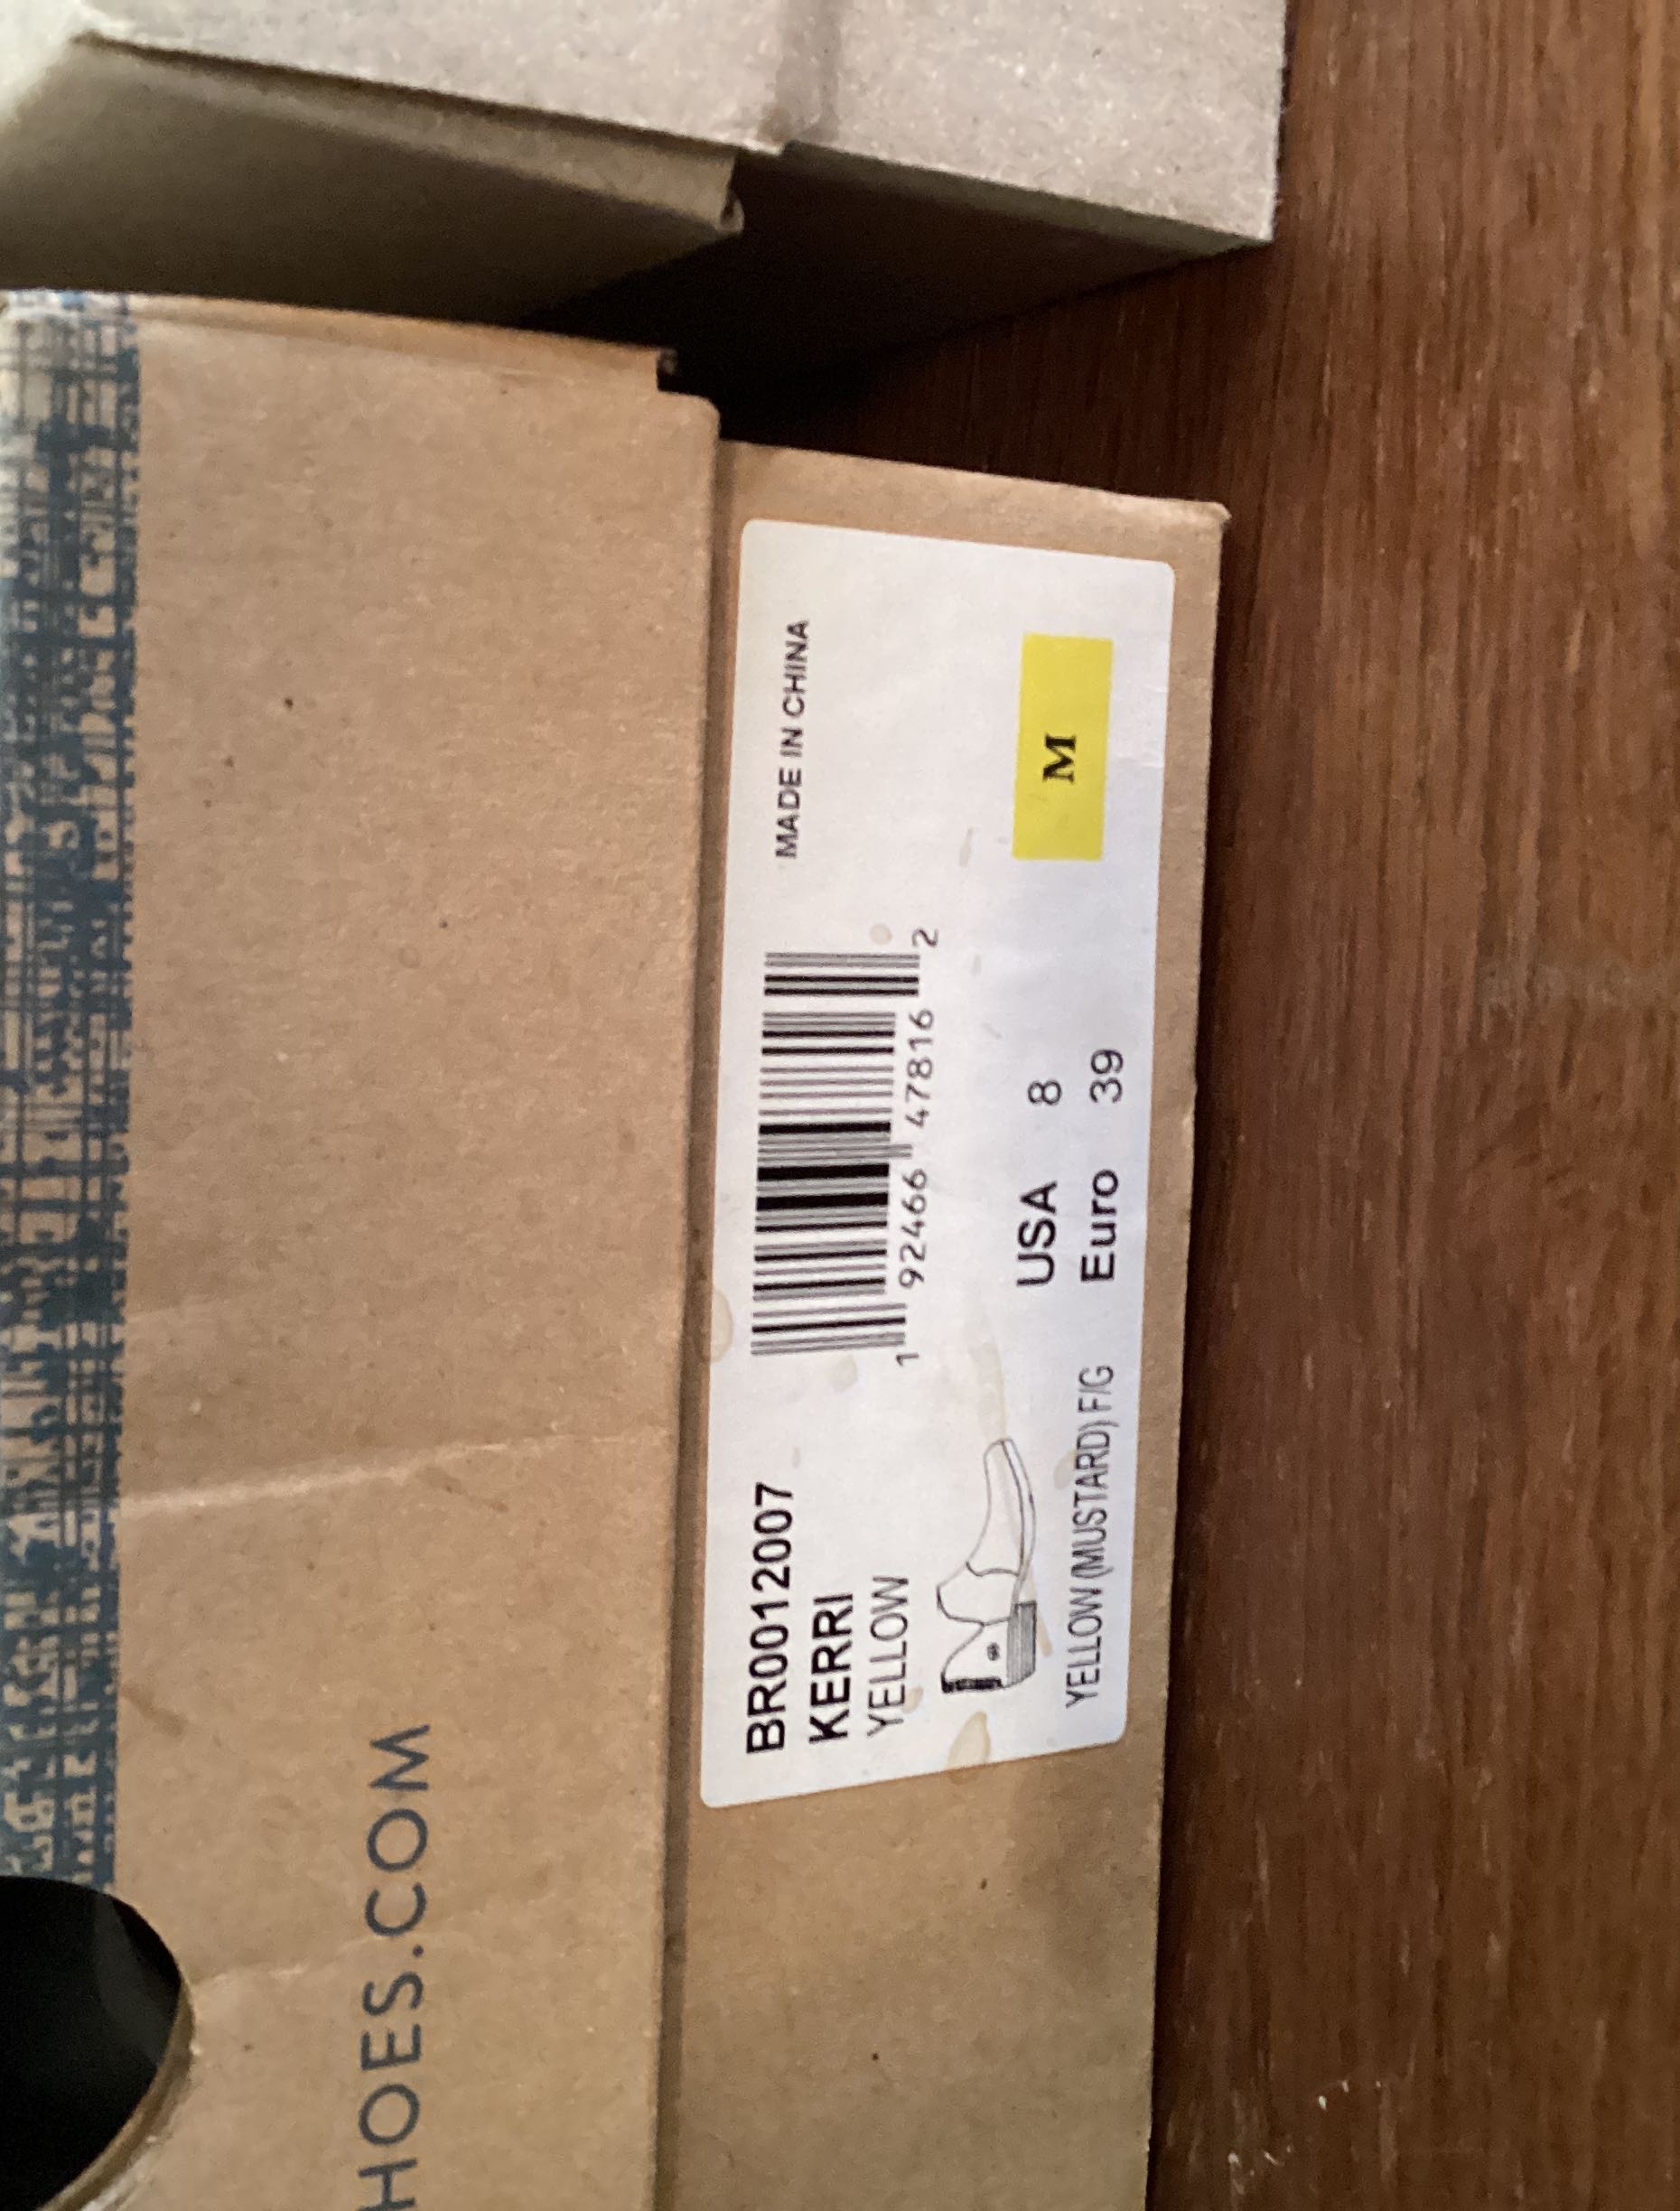 HOES.COM
BR0012007
KERRI
YELLOW
1 92466 47816 2
MADE IN CHINA
YELLOW (MUSTARD) F/G
USA 8
Euro 39
M